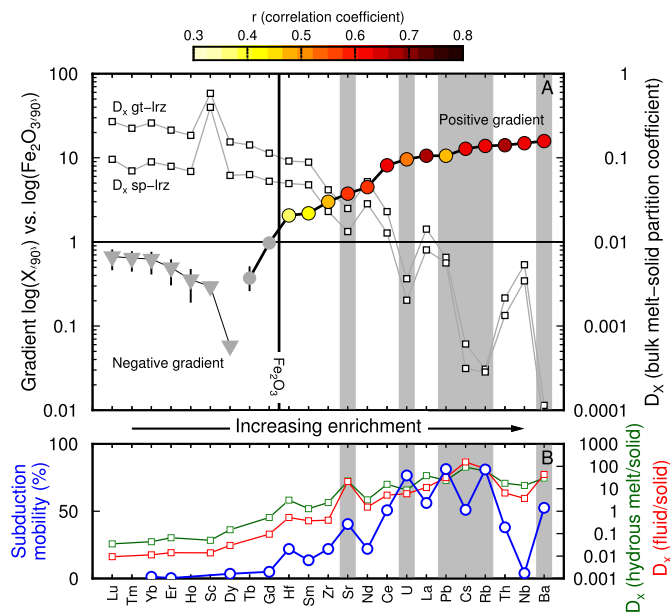 r (correlation coefficient)
0.3 0.4 0.5 0.6 0.7 0.8
A
100
10
1
0.1
0.01
Gradient log(X₍₉₀₎) vs. log(Fe₂O₃₍₉₀₎)
Dₓ gt-lrz
Dₓ sp-lrz
Positive gradient
Negative gradient
Fe₂O₃
1
0.1
0.01
0.001
0.0001
Dₓ (bulk melt-solid partition coefficient)
Increasing enrichment
B
100
50
0
Subduction
mobility (%)
1000
100
10
1
0.1
0.01
0.001
Dₓ (hydrous melt/solid)
Dₓ (fluid/solid)
Lu Tm Yb Er Ho Sc Dy Tb Gd Hf Sm Zr Sr Nd Ce U La Pb Cs Rb Th Nb Ba